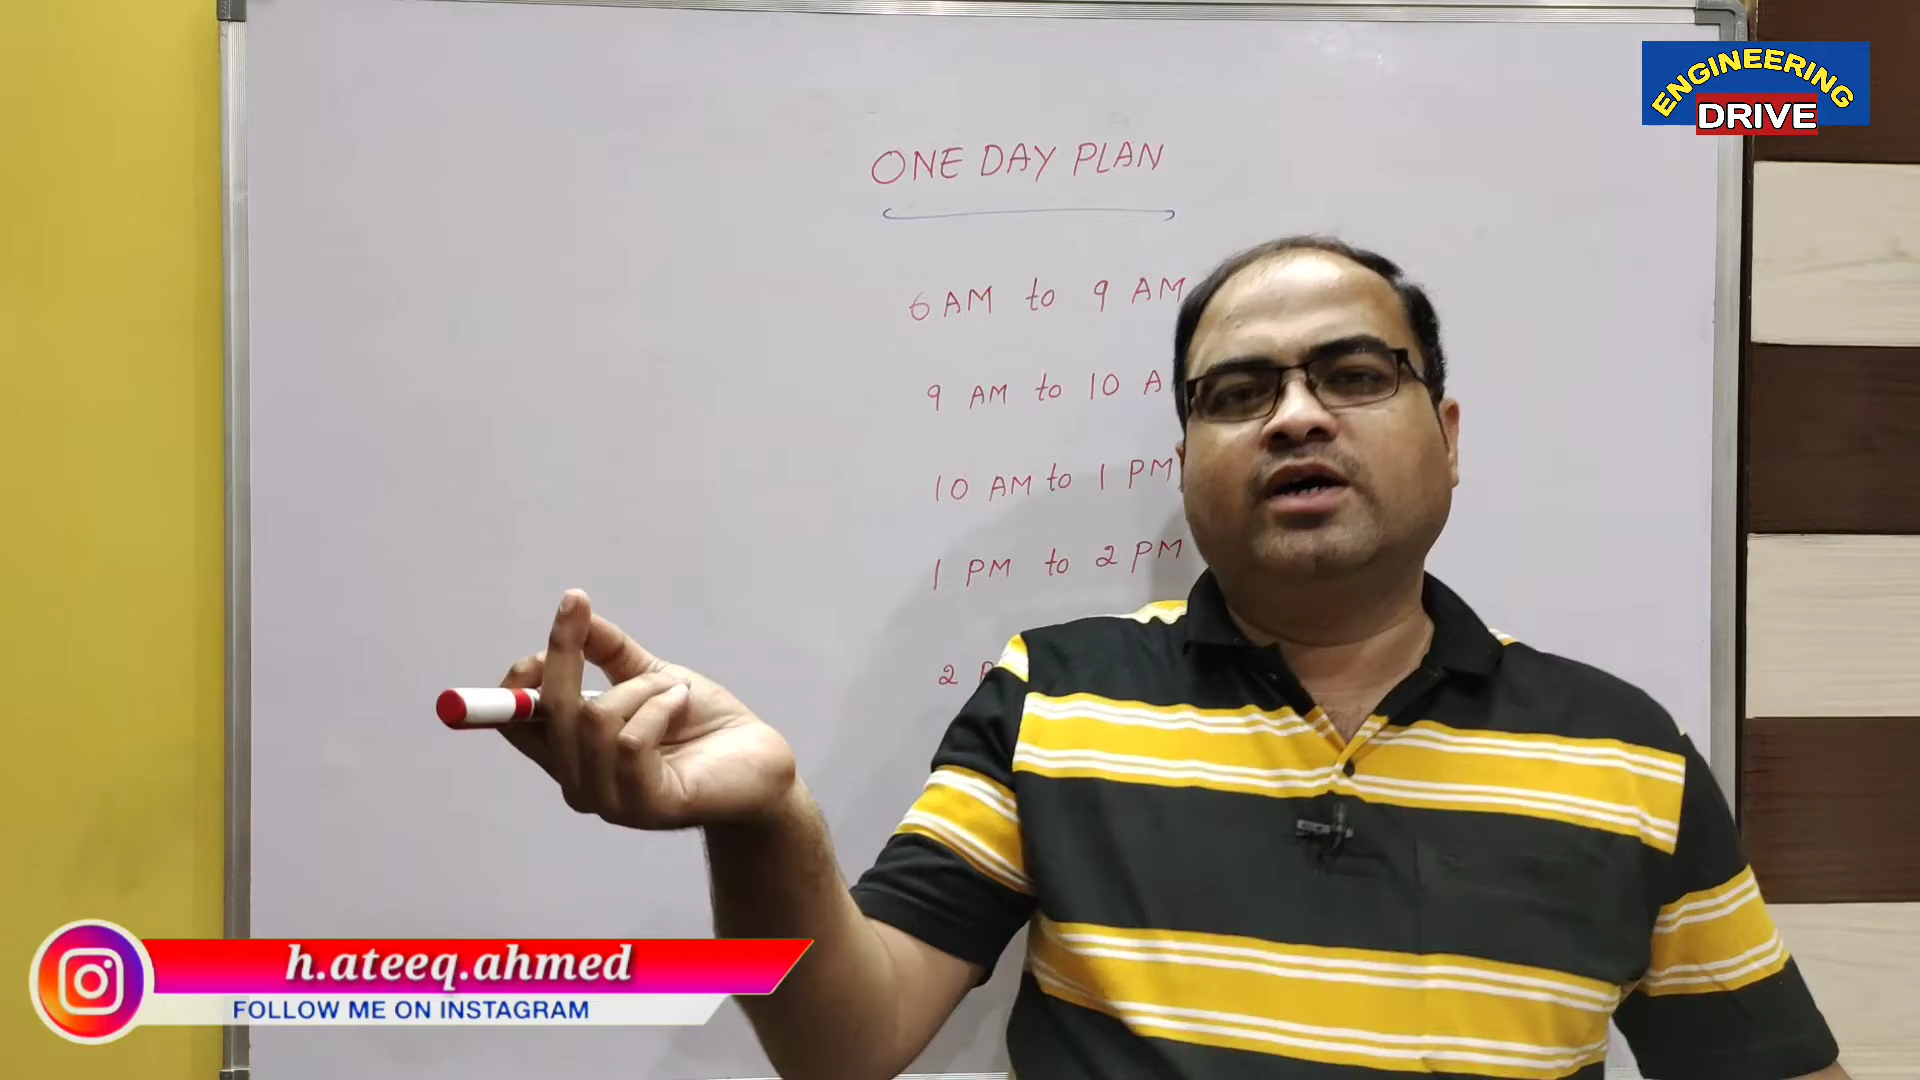 ENGINEERING
DRIVE
ONE DAY PLAN
6 AM to 9 AM
9 AM to 10 A
10 AM to 1 PM
1 PM to 2 PM
2 P
h.ateeq.ahmed
FOLLOW ME ON INSTAGRAM